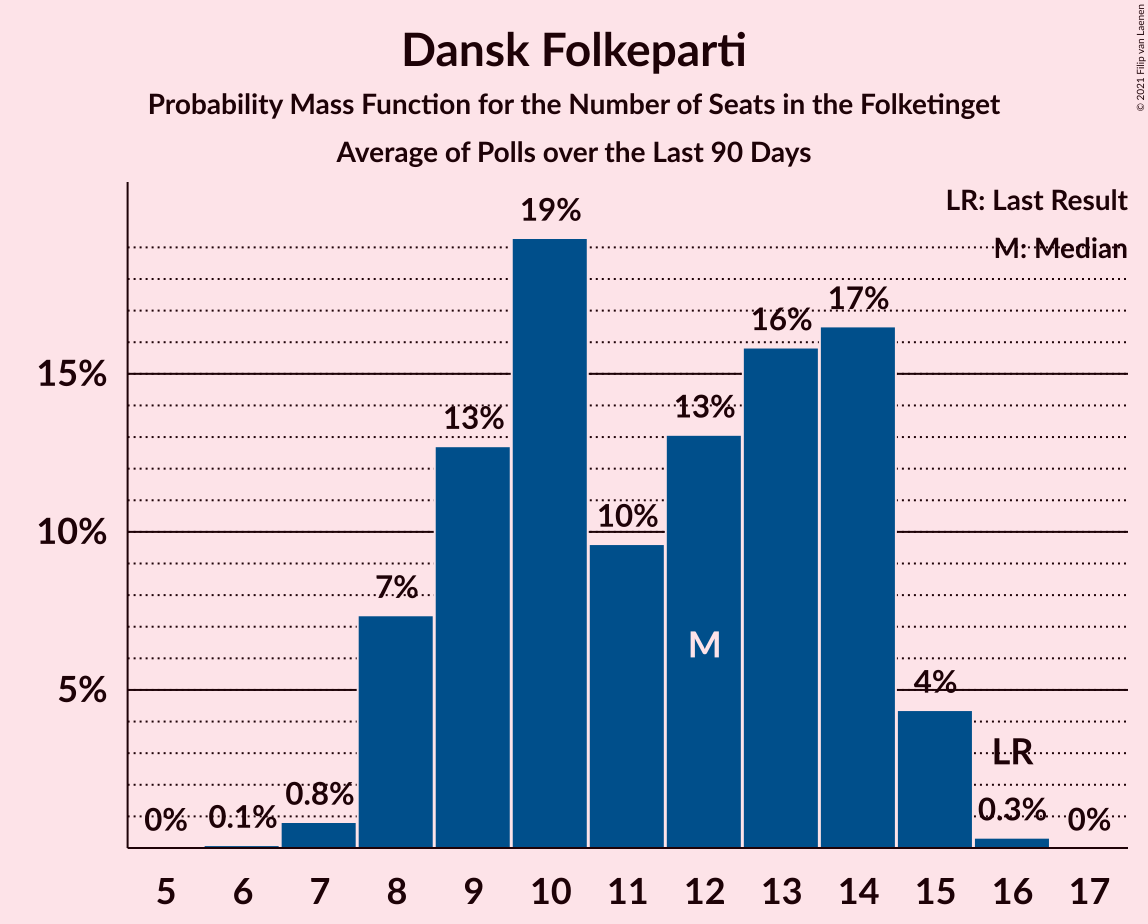 Dansk Folkeparti
Probability Mass Function for the Number of Seats in the Folketinget
Average of Polls over the Last 90 Days
© 2021 Filip van Laenen
LR: Last Result
M: Median
19%
17%
16%
15%
13%
13%
10%
10%
7%
M
5%
4%
LR
0.8%
0.3%
0.1%
0%
0%
5 6 7 8 9 10 11 12 13 14 15 16 17